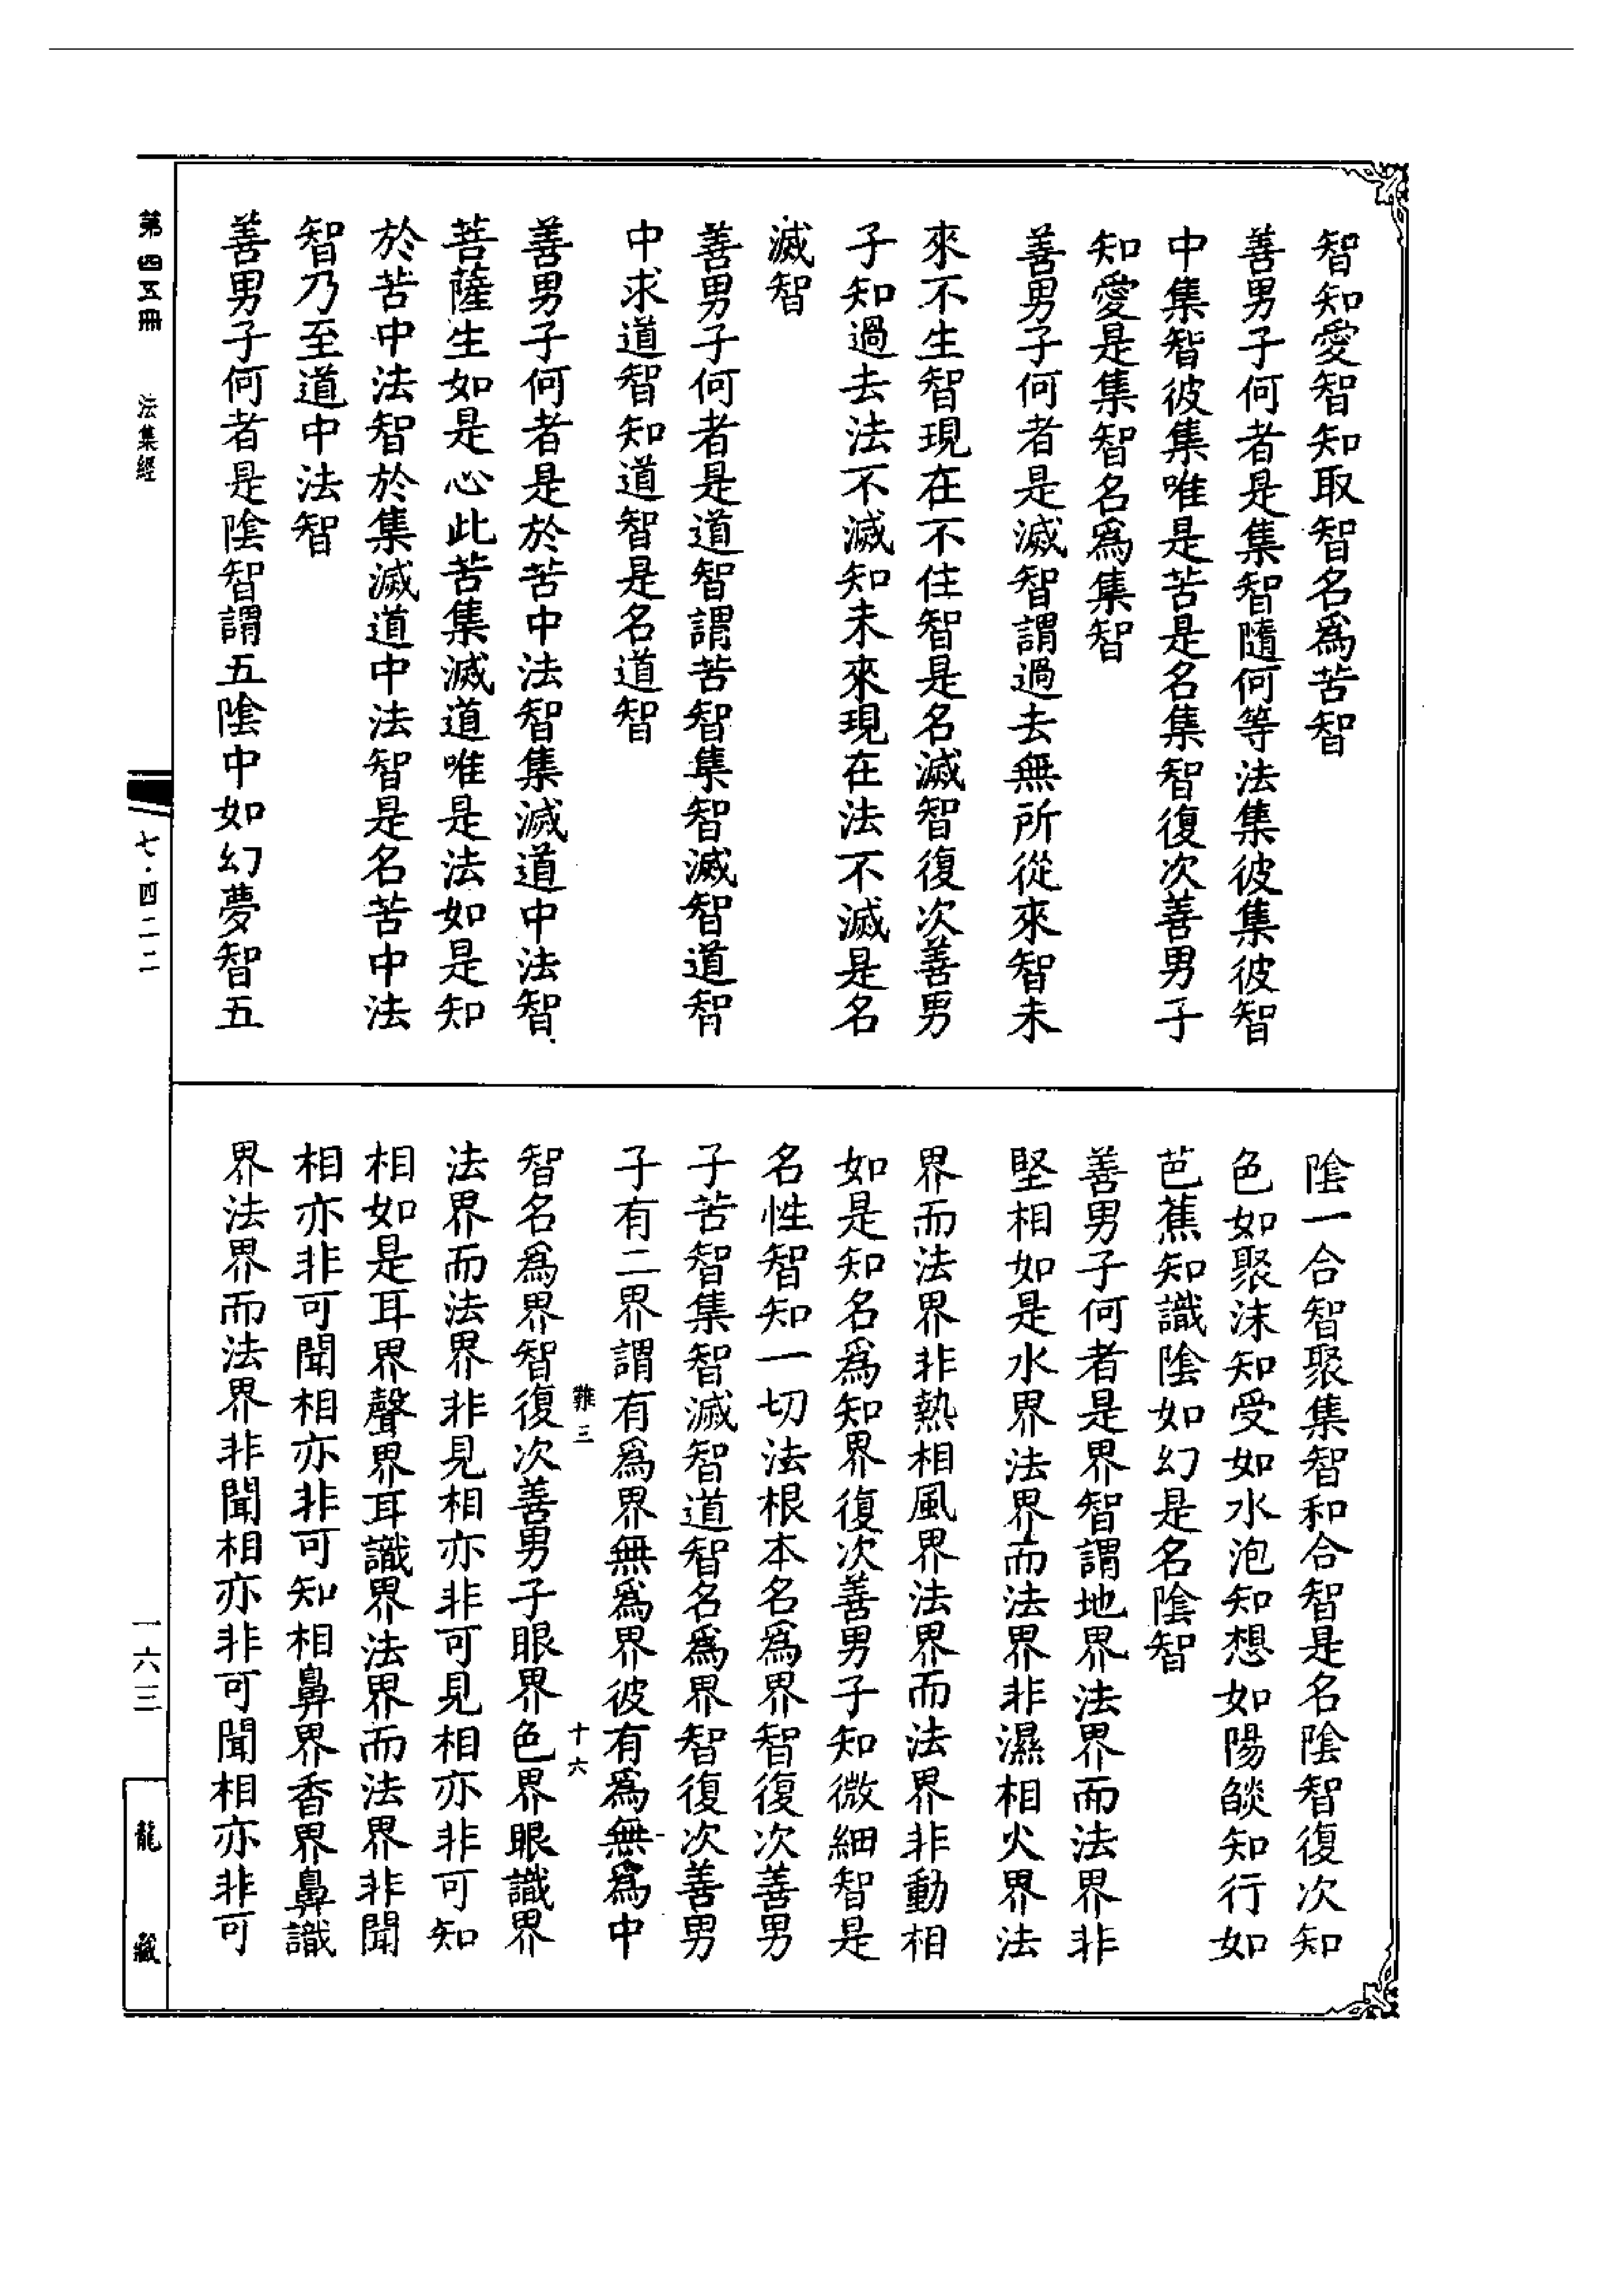 智知愛智知取智名爲苦智
善男子何者是集智隨何等法集彼集彼智
中集智彼集唯是苦是名集智復次善男子
知愛是集智名爲集智
善男子何者是滅智謂過去無所從來智未
來不生智現在不住智是名滅智復次善男
子知過去法不滅知未來現在法不滅是名
滅智
善男子何者是道智謂苦智集智滅智道智
中求道智知道智是名道智
善男子何者是於苦中法智集滅道中法智
菩薩生如是心此苦集滅道唯是法如是知
於苦中法智於集滅道中法智是名苦中法
智乃至道中法智
善男子何者是陰智謂五陰中如幻夢智五
陰一合智聚集智和合智是名陰智復次知
色如聚沫知受如水泡知想如陽燄知行如
芭蕉知識陰如幻是名陰智
善男子何者是界智謂地界法界而法界非
堅相如是水界法界而法界非濕相火界法
界而法界非熱相風界法界而法界非動相
如是知名爲知界復次善男子知微細智是
名性智知一切法根本名爲界智復次善男
子苦智集智滅智道智名爲界智復次善男
子有二界謂有爲界無爲界彼有爲無爲中
智名爲界智復次善男子眼界色界眼識界
法界而法界非見相亦非可見相亦非可知
相如是耳界聲界耳識界法界而法界非聞
相亦非可聞相亦非可知相鼻界香界鼻識
界法界而法界非聞相亦非可聞相亦非可
雜三
十六
第四五冊
法集經
七·四二二
一六三
龍藏